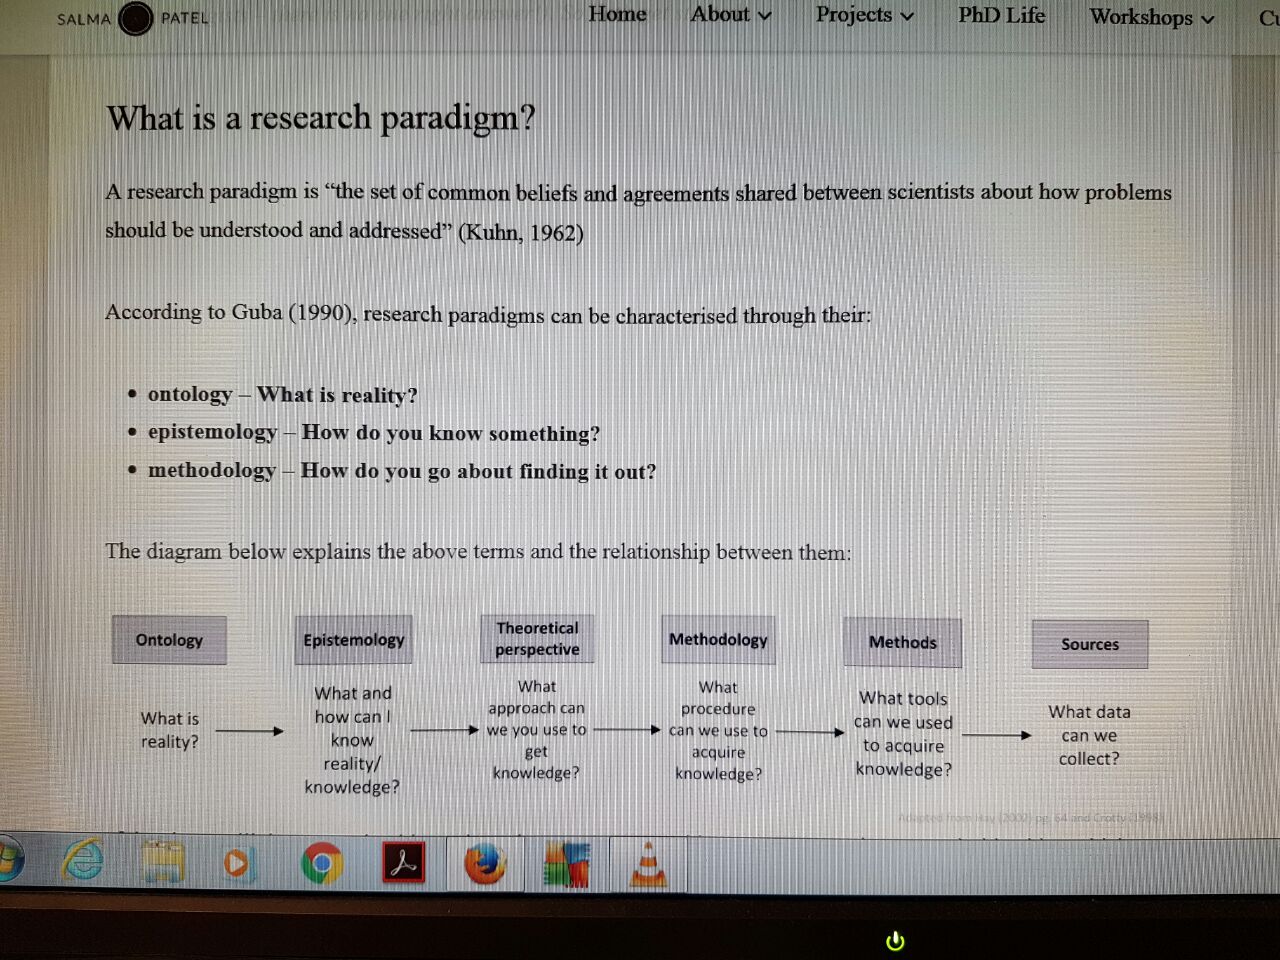 SALMA PATEL
Home About Projects PhD Life Workshops
What is a research paradigm?
A research paradigm is “the set of common beliefs and agreements shared between scientists about how problems
should be understood and addressed” (Kuhn, 1962)
According to Guba (1990), research paradigms can be characterised through their:
• ontology – What is reality?
• epistemology – How do you know something?
• methodology – How do you go about finding it out?
The diagram below explains the above terms and the relationship between them:
Ontology
What is
reality?
Epistemology
What and
how can I
know
reality/
knowledge?
Theoretical
perspective
What
approach can
we you use to
get
knowledge?
Methodology
What
procedure
can we use to
acquire
knowledge?
Methods
What tools
can we used
to acquire
knowledge?
Sources
What data
can we
collect?
Adapted from Hay (2002) pg. 64 and Crotty (1998)